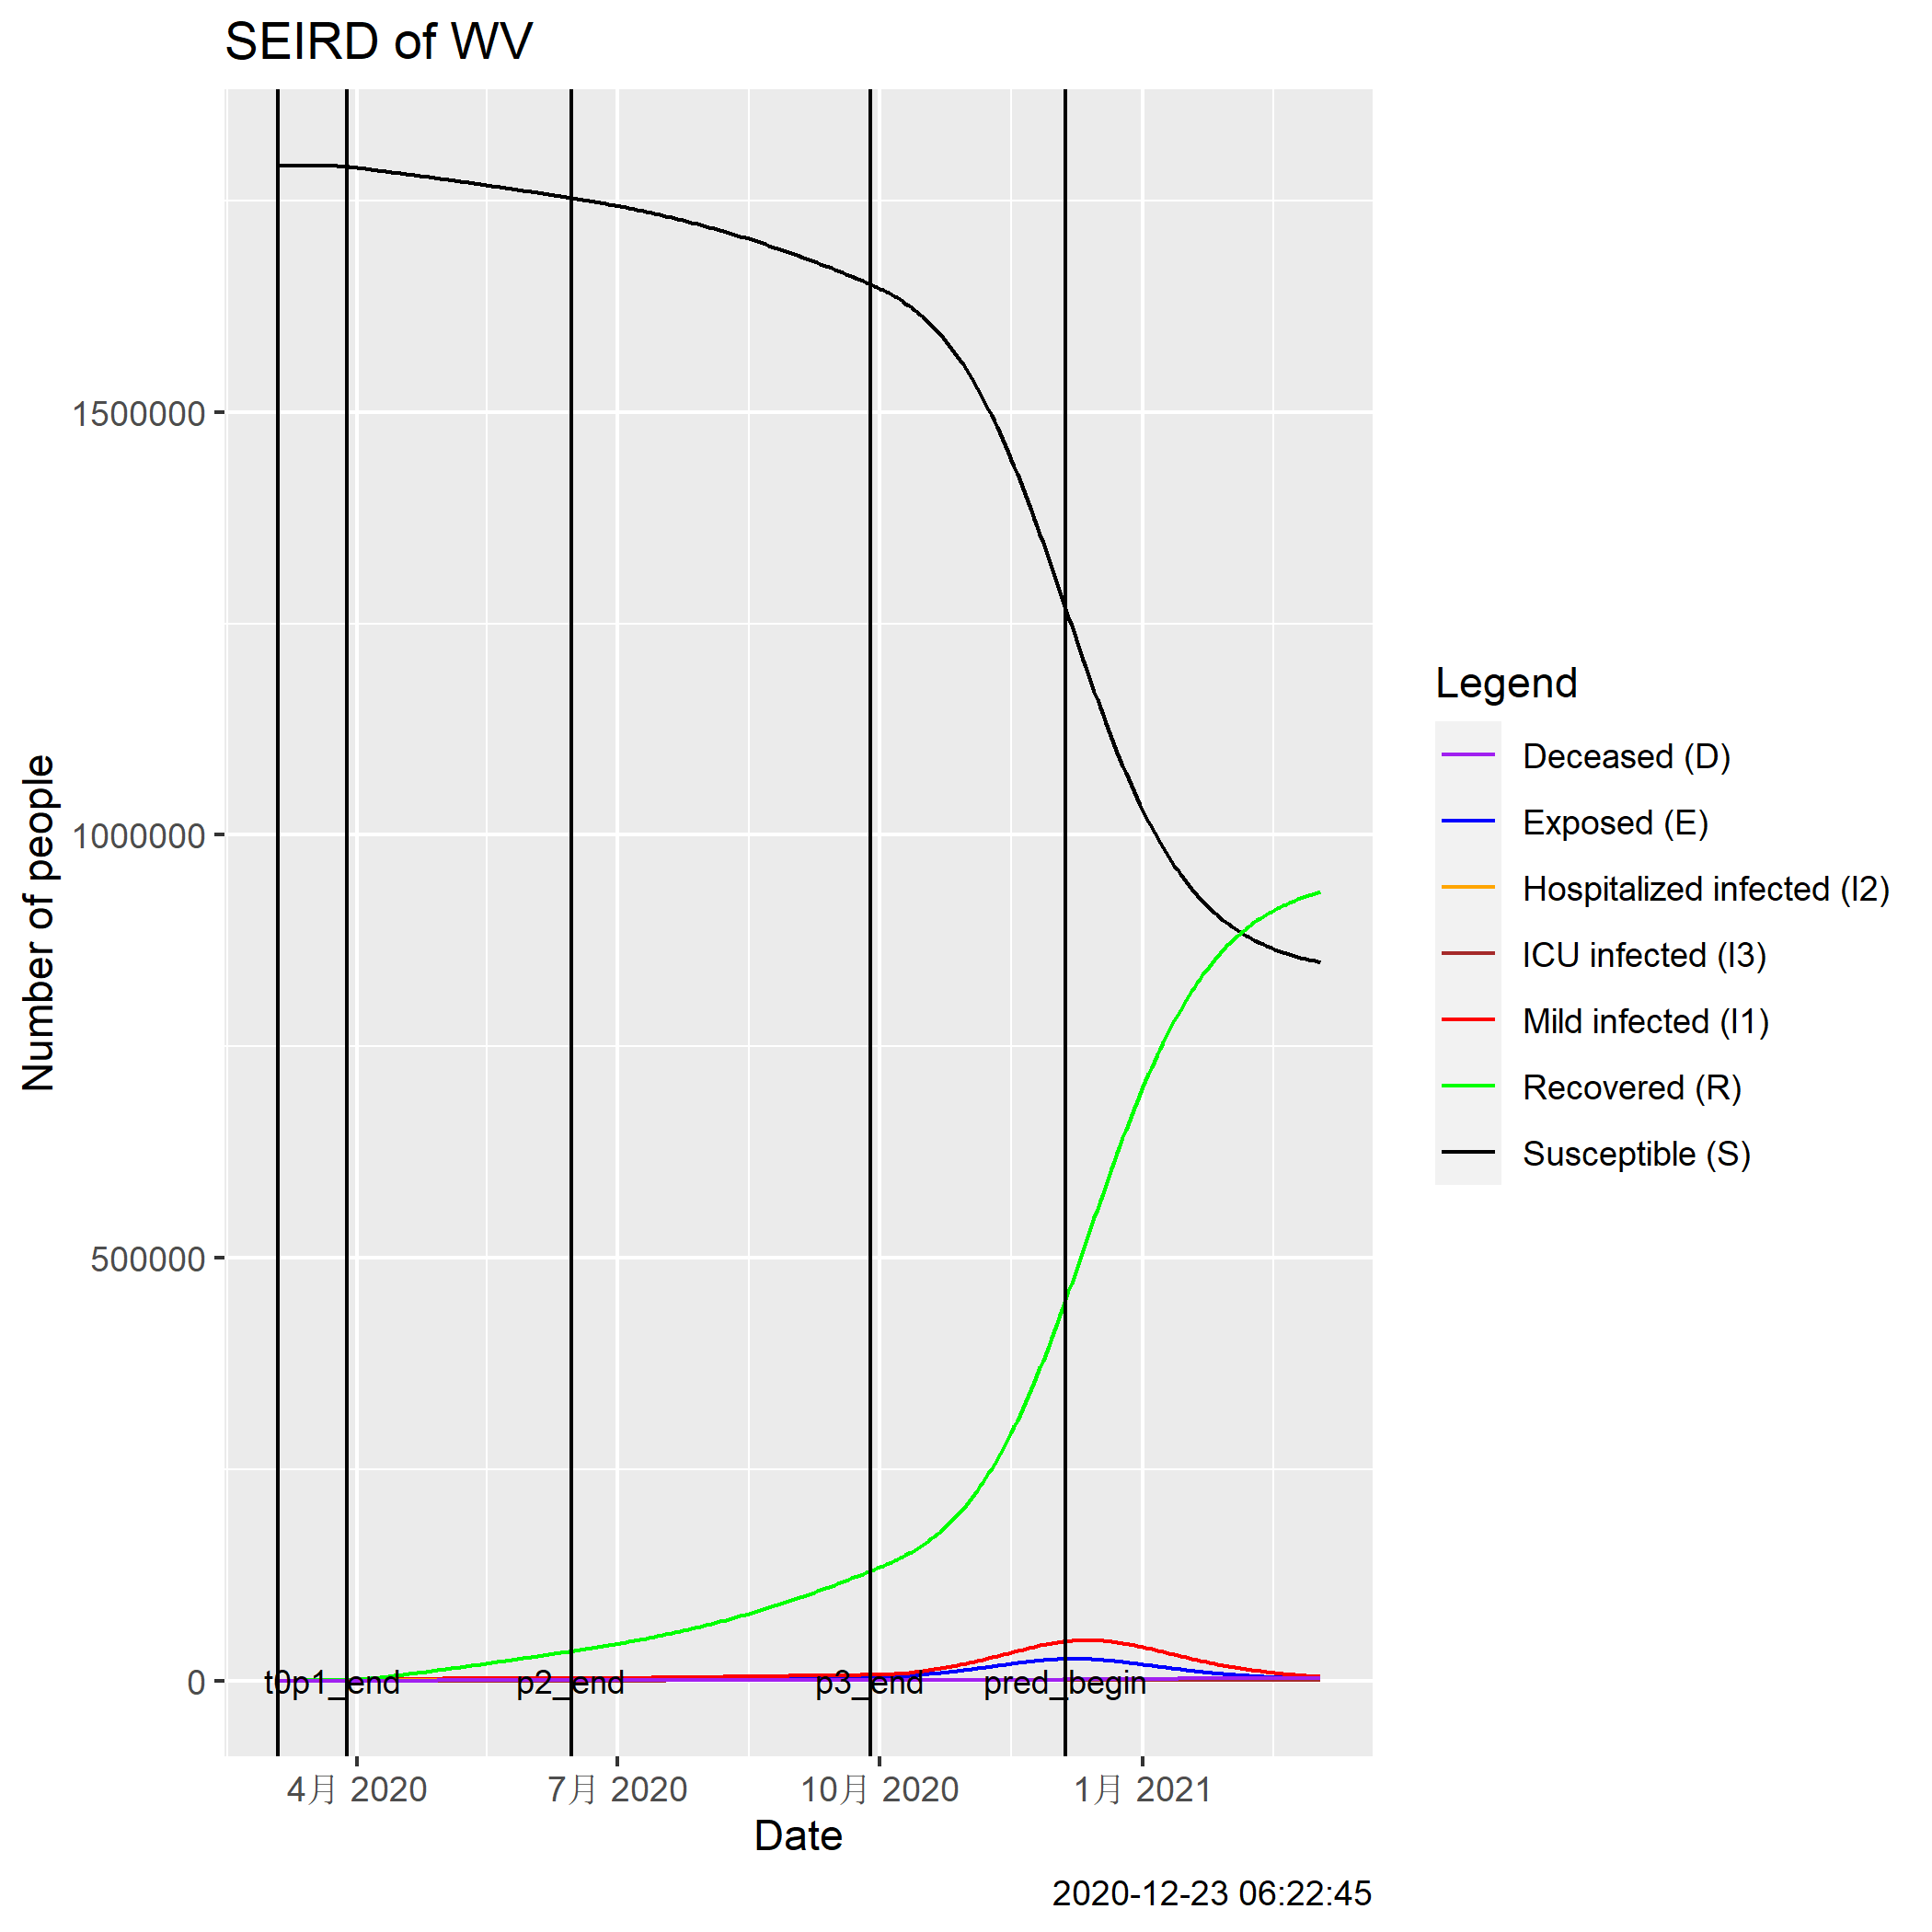 SEIRD of WV
Number of people
1500000
1000000
500000
0
t0p1_end
p2_end
p3_end
pred_begin
4月 2020
7月 2020
10月 2020
1月 2021
Date
Legend
Deceased (D)
Exposed (E)
Hospitalized infected (I2)
ICU infected (I3)
Mild infected (I1)
Recovered (R)
Susceptible (S)
2020-12-23 06:22:45